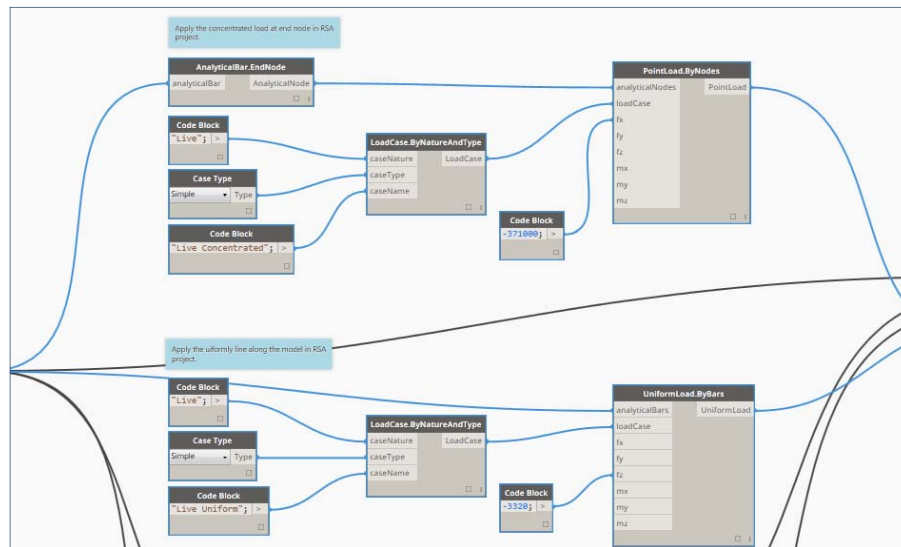 Apply the concentrated load at end node in RSA
project.
AnalyticalBar.EndNode
analyticalBar AnalyticalNode
Code Block
"Live"; >
Case Type
Simple Type
Code Block
"Live Concentrated"; >
LoadCase.ByNatureAndType
caseNature LoadCase
caseType
caseName
Code Block
-371000; >
PointLoad.ByNodes
analyticalNodes PointLoad
loadCase
fx
fy
fz
mx
my
mz
Apply the uiformly line along the model in RSA
project.
Code Block
"Live"; >
Case Type
Simple Type
Code Block
"Live Uniform"; >
LoadCase.ByNatureAndType
caseNature LoadCase
caseType
caseName
Code Block
-3320; >
UniformLoad.ByBars
analyticalBars UniformLoad
loadCase
fx
fy
fz
mx
my
mz